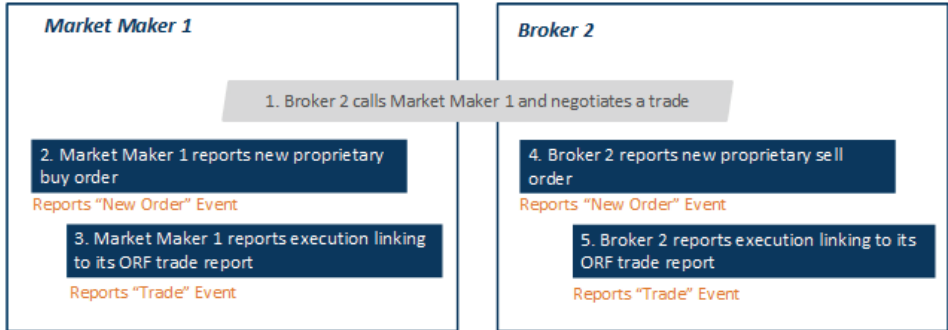 Market Maker 1
Broker 2
1. Broker 2 calls Market Maker 1 and negotiates a trade
2. Market Maker 1 reports new proprietary
buy order
Reports "New Order" Event
3. Market Maker 1 reports execution linking
to its ORF trade report
Reports "Trade" Event
4. Broker 2 reports new proprietary sell
order
Reports "New Order" Event
5. Broker 2 reports execution linking to its
ORF trade report
Reports "Trade" Event